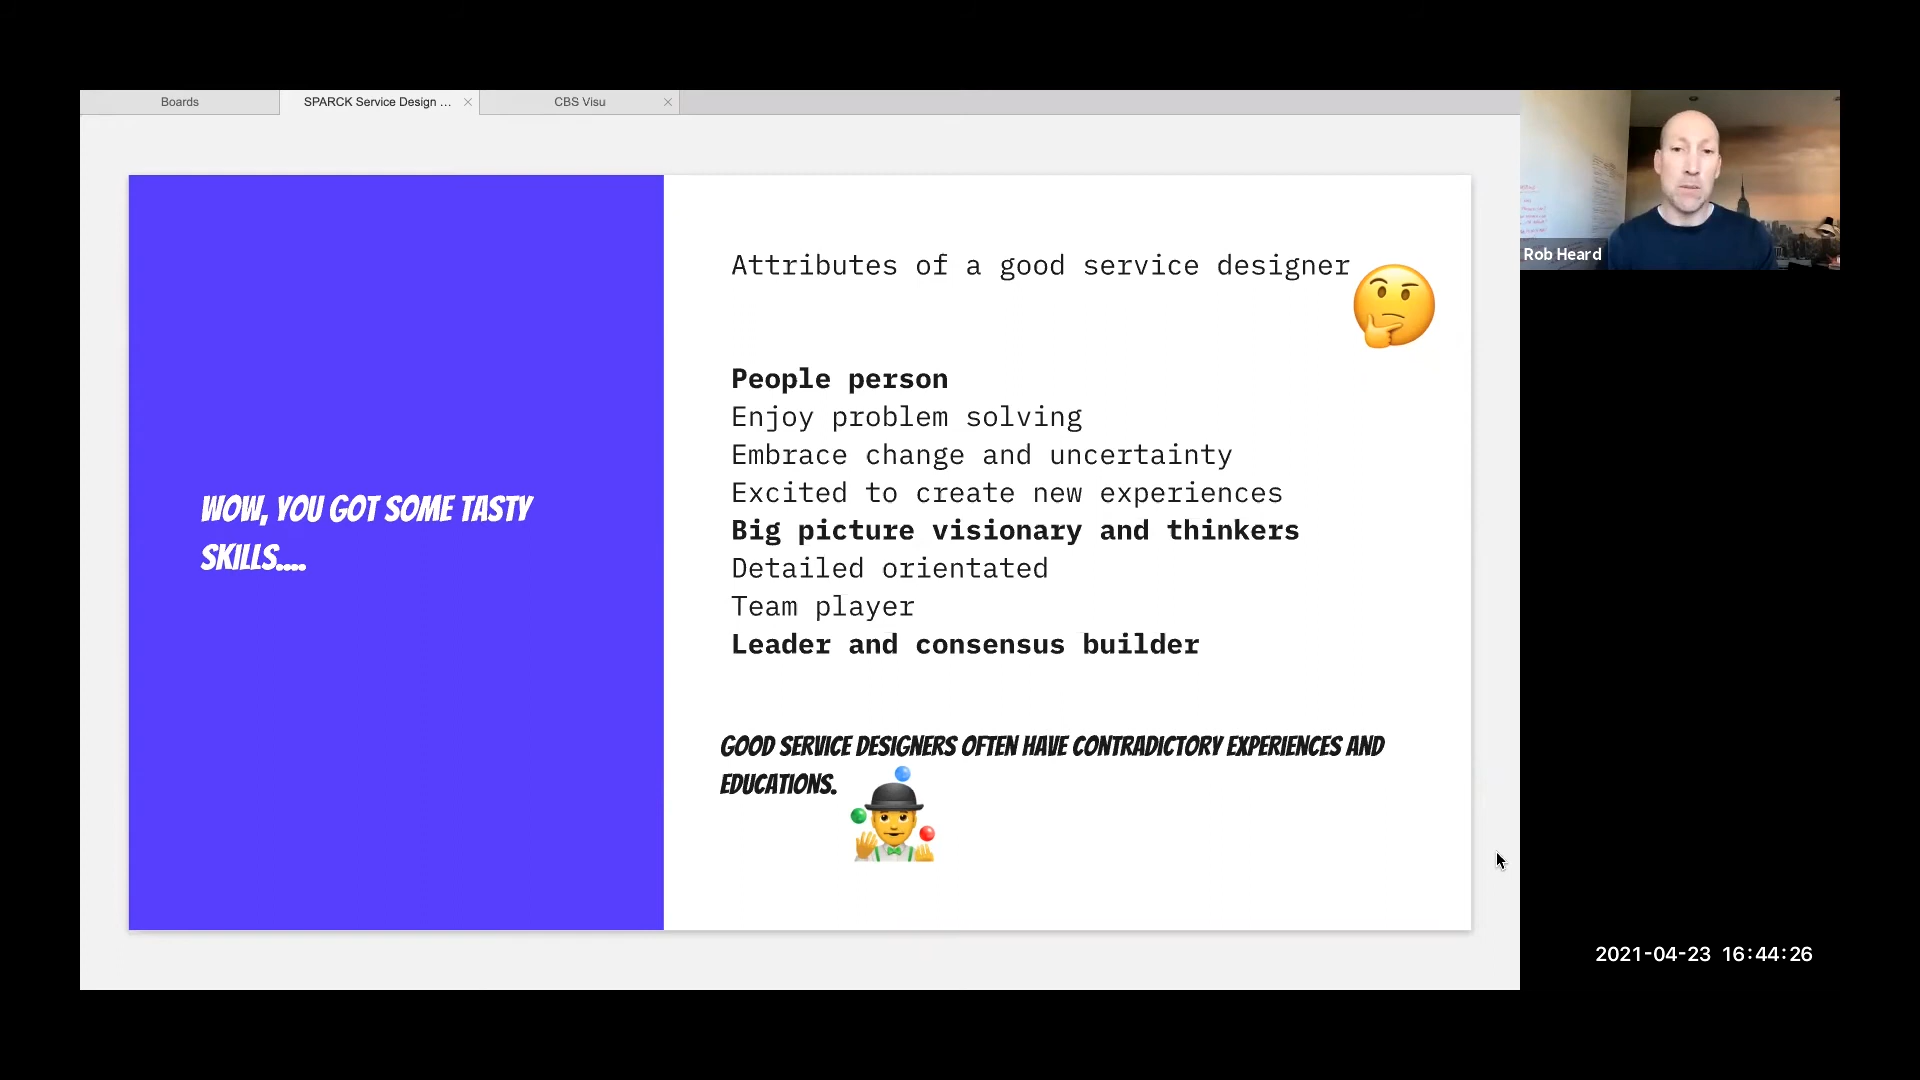 Boards
SPARCK Service Design ...
CBS Visu
Rob Heard
WOW, YOU GOT SOME TASTY
SKILLS....
Attributes of a good service designer
People person
Enjoy problem solving
Embrace change and uncertainty
Excited to create new experiences
Big picture visionary and thinkers
Detailed orientated
Team player
Leader and consensus builder
GOOD SERVICE DESIGNERS OFTEN HAVE CONTRADICTORY EXPERIENCES AND
EDUCATIONS.
2021-04-23 16:44:26